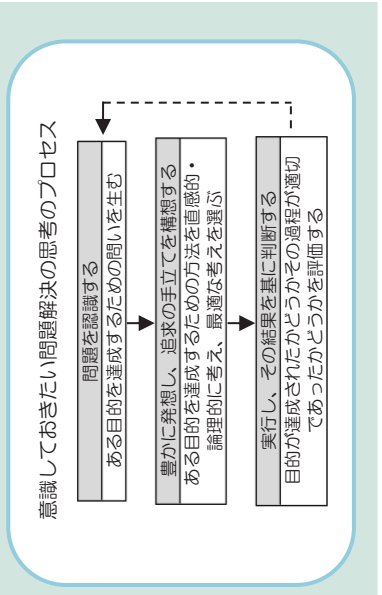 意識しておきたい問題解決の思考のプロセス
問題を認識する
ある目的を達成するための問いを生む
豊かに発想し、追求の手立てを構想する
ある目的を達成するための方法を直感的・
論理的に考え、最適な考えを選ぶ
実行し、その結果を基に判断する
目的が達成されたかどうかその過程が適切
であったかどうかを評価する